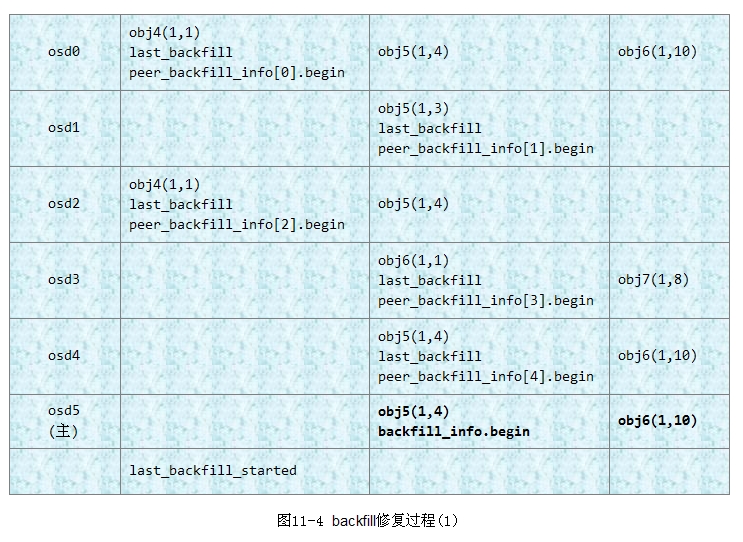 osd0
obj4(1,1)
last_backfill
peer_backfill_info[0].begin
obj5(1,4)
obj6(1,10)
osd1
obj5(1,3)
last_backfill
peer_backfill_info[1].begin
osd2
obj4(1,1)
last_backfill
peer_backfill_info[2].begin
obj5(1,4)
osd3
obj6(1,1)
last_backfill
peer_backfill_info[3].begin
obj7(1,8)
osd4
obj5(1,4)
last_backfill
peer_backfill_info[4].begin
obj6(1,10)
osd5
(主)
obj5(1,4)
backfill_info.begin
obj6(1,10)
last_backfill_started
图11-4 backfill修复过程(1)